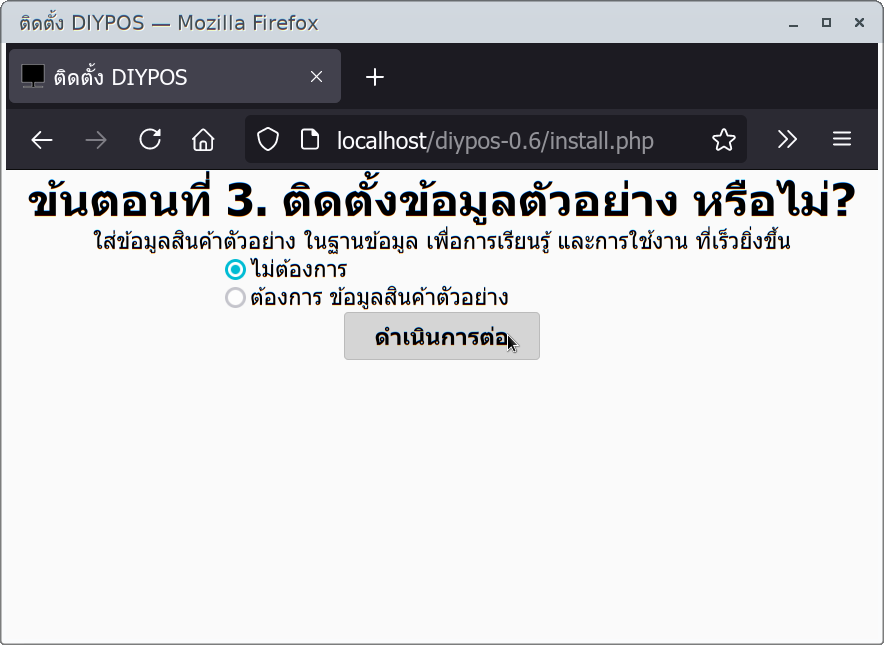 ติดตั้ง DIYPOS — Mozilla Firefox
ติดตั้ง DIYPOS
localhost/diypos-0.6/install.php
ขั้นตอนที่ 3. ติดตั้งข้อมูลตัวอย่าง หรือไม่?
ใส่ข้อมูลสินค้าตัวอย่าง ในฐานข้อมูล เพื่อการเรียนรู้ และการใช้งาน ที่เร็วยิ่งขึ้น
ไม่ต้องการ
ต้องการ ข้อมูลสินค้าตัวอย่าง
ดำเนินการต่อ